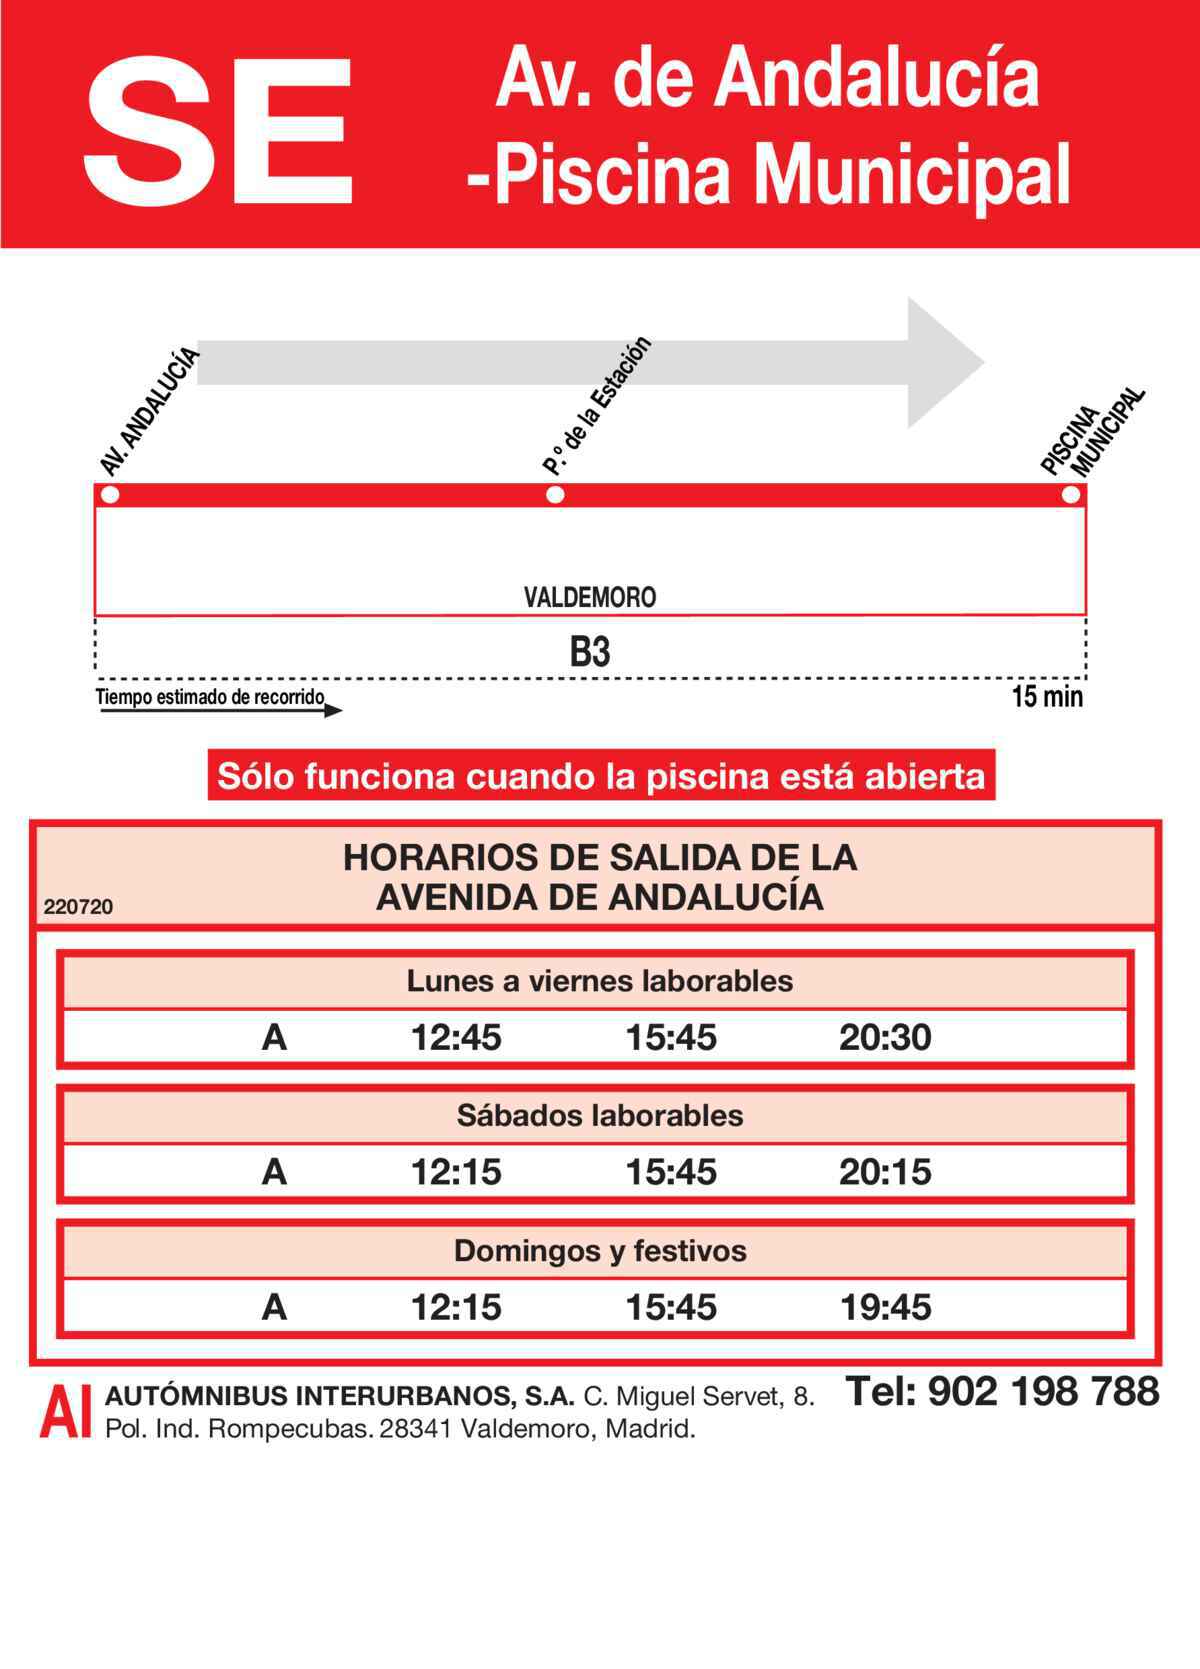 SE
Av. de Andalucía
-Piscina Municipal
AV. ANDALUCÍA
P.º de la Estación
PISCINA
MUNICIPAL
VALDEMORO
B3
Tiempo estimado de recorrido
15 min
Sólo funciona cuando la piscina está abierta
HORARIOS DE SALIDA DE LA
AVENIDA DE ANDALUCÍA
220720
Lunes a viernes laborables
A 12:45 15:45 20:30
Sábados laborables
A 12:15 15:45 20:15
Domingos y festivos
A 12:15 15:45 19:45
AI
AUTÓMNIBUS INTERURBANOS, S.A. C. Miguel Servet, 8.
Pol. Ind. Rompecubas. 28341 Valdemoro, Madrid.
Tel: 902 198 788